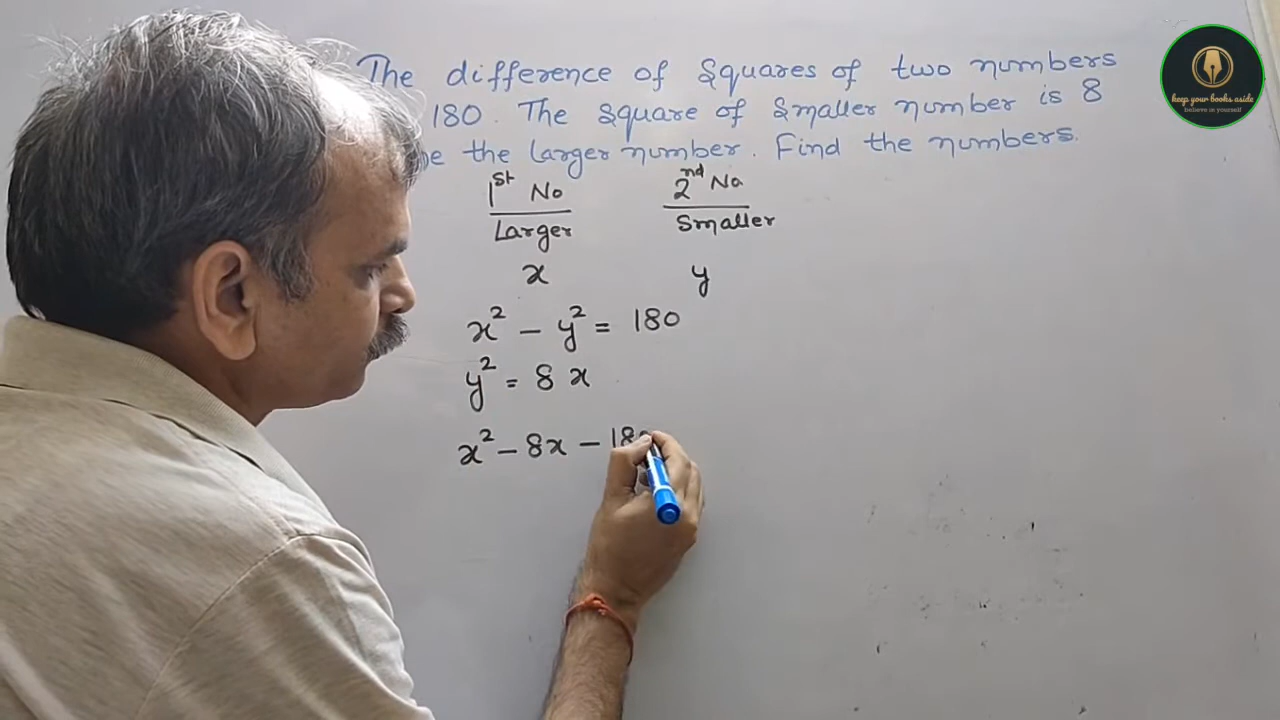 The difference of Squares of two numbers
180. The square of smaller number is 8
the larger number. Find the numbers.
1st No 2nd No
Larger Smaller
x y
x² - y² = 180
y² = 8x
x² - 8x - 180
keep your books aside
believe in yourself